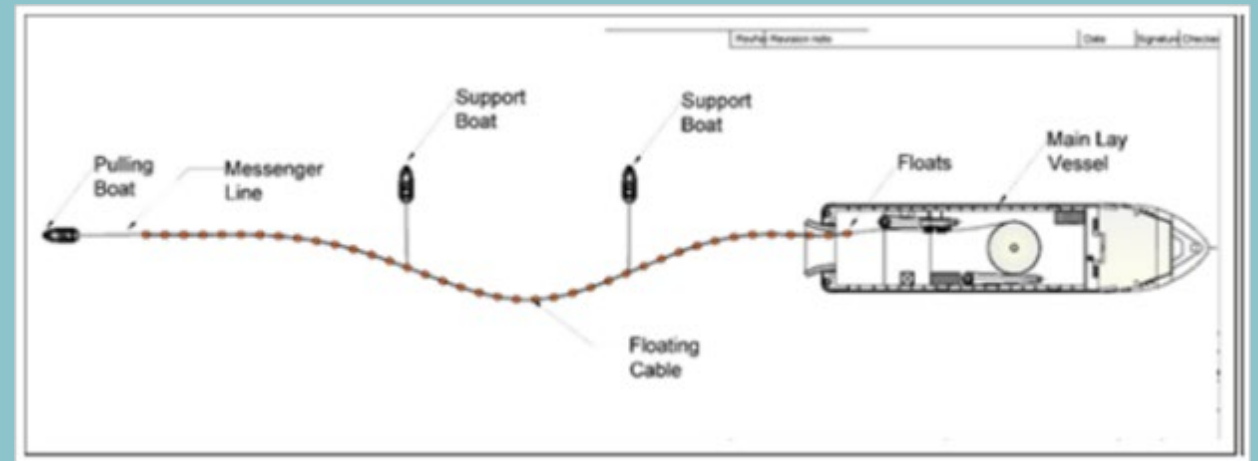 Revision note
Date
Signature
Checked
Support
Boat
Support
Boat
Main Lay
Vessel
Pulling
Boat
Messenger
Line
Floats
Floating
Cable